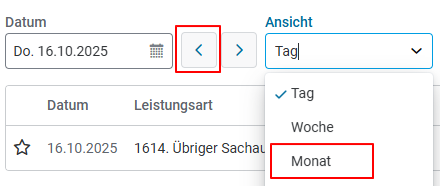 Datum Ansicht
Do. 16.10.2025 Tag
Tag
Datum Leistungsart
Woche
16.10.2025 1614. Übriger Sachau
Monat